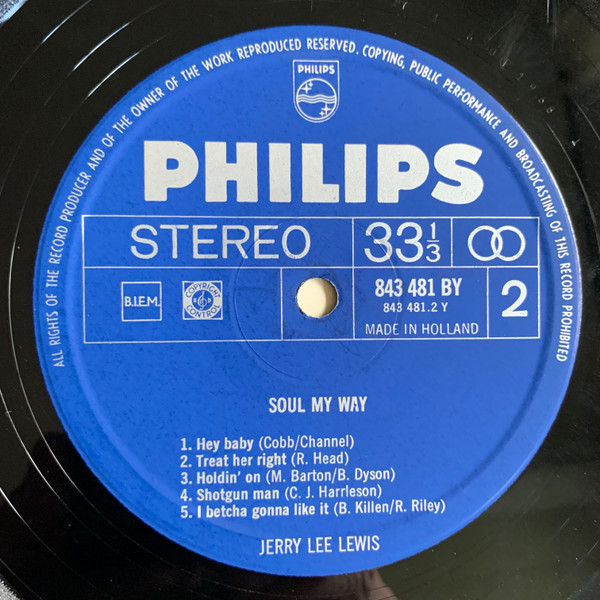 ALL RIGHTS OF THE RECORD PRODUCER AND OF THE OWNER OF THE WORK REPRODUCED RESERVED. COPYING, PUBLIC PERFORMANCE AND BROADCASTING OF THIS RECORD PROHIBITED
PHILIPS
PHILIPS
STEREO 33 1/3
B.I.E.M. COPYRIGHT CONTROL 843 481 BY 2
843 481.2 Y
MADE IN HOLLAND
SOUL MY WAY
1. Hey baby (Cobb/Channel)
2. Treat her right (R. Head)
3. Holdin' on (M. Barton/B. Dyson)
4. Shotgun man (C. J. Harrleson)
5. I betcha gonna like it (B. Killen/R. Riley)
JERRY LEE LEWIS